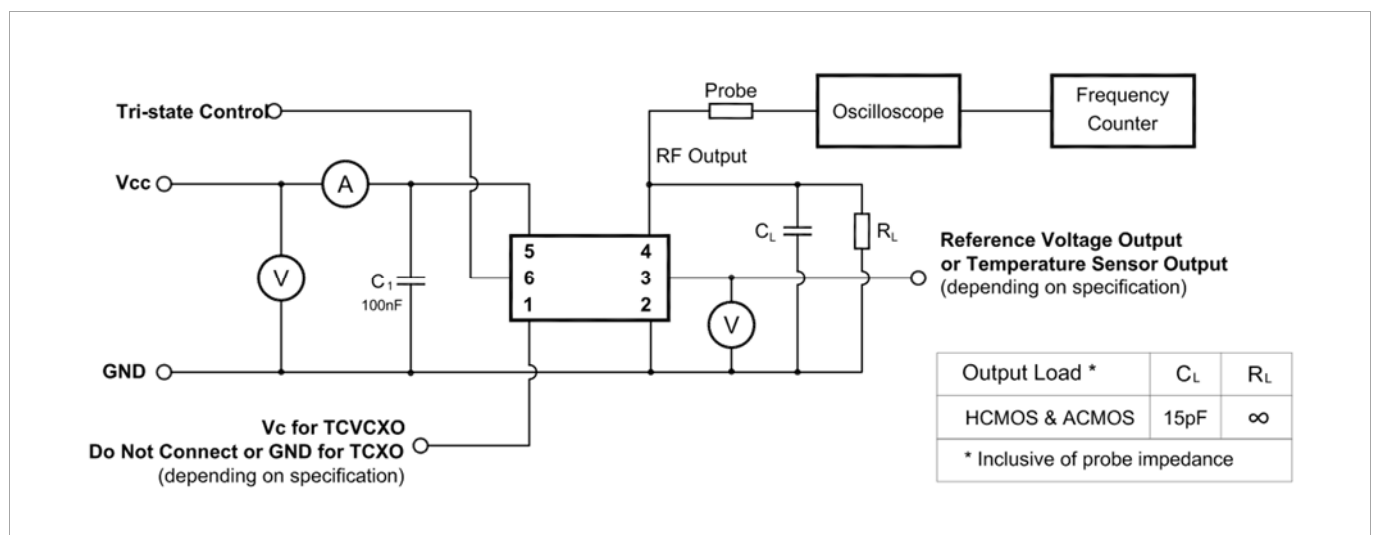 Tri-state Control
Vcc
A
V
C1
100nF
GND
Vc for TCVCXO
Do Not Connect or GND for TCXO
(depending on specification)
5
6
1
4
3
2
RF Output
Probe
Oscilloscope
Frequency
Counter
CL
RL
V
Reference Voltage Output
or Temperature Sensor Output
(depending on specification)
Output Load * CL RL
HCMOS & ACMOS 15pF ∞
* Inclusive of probe impedance